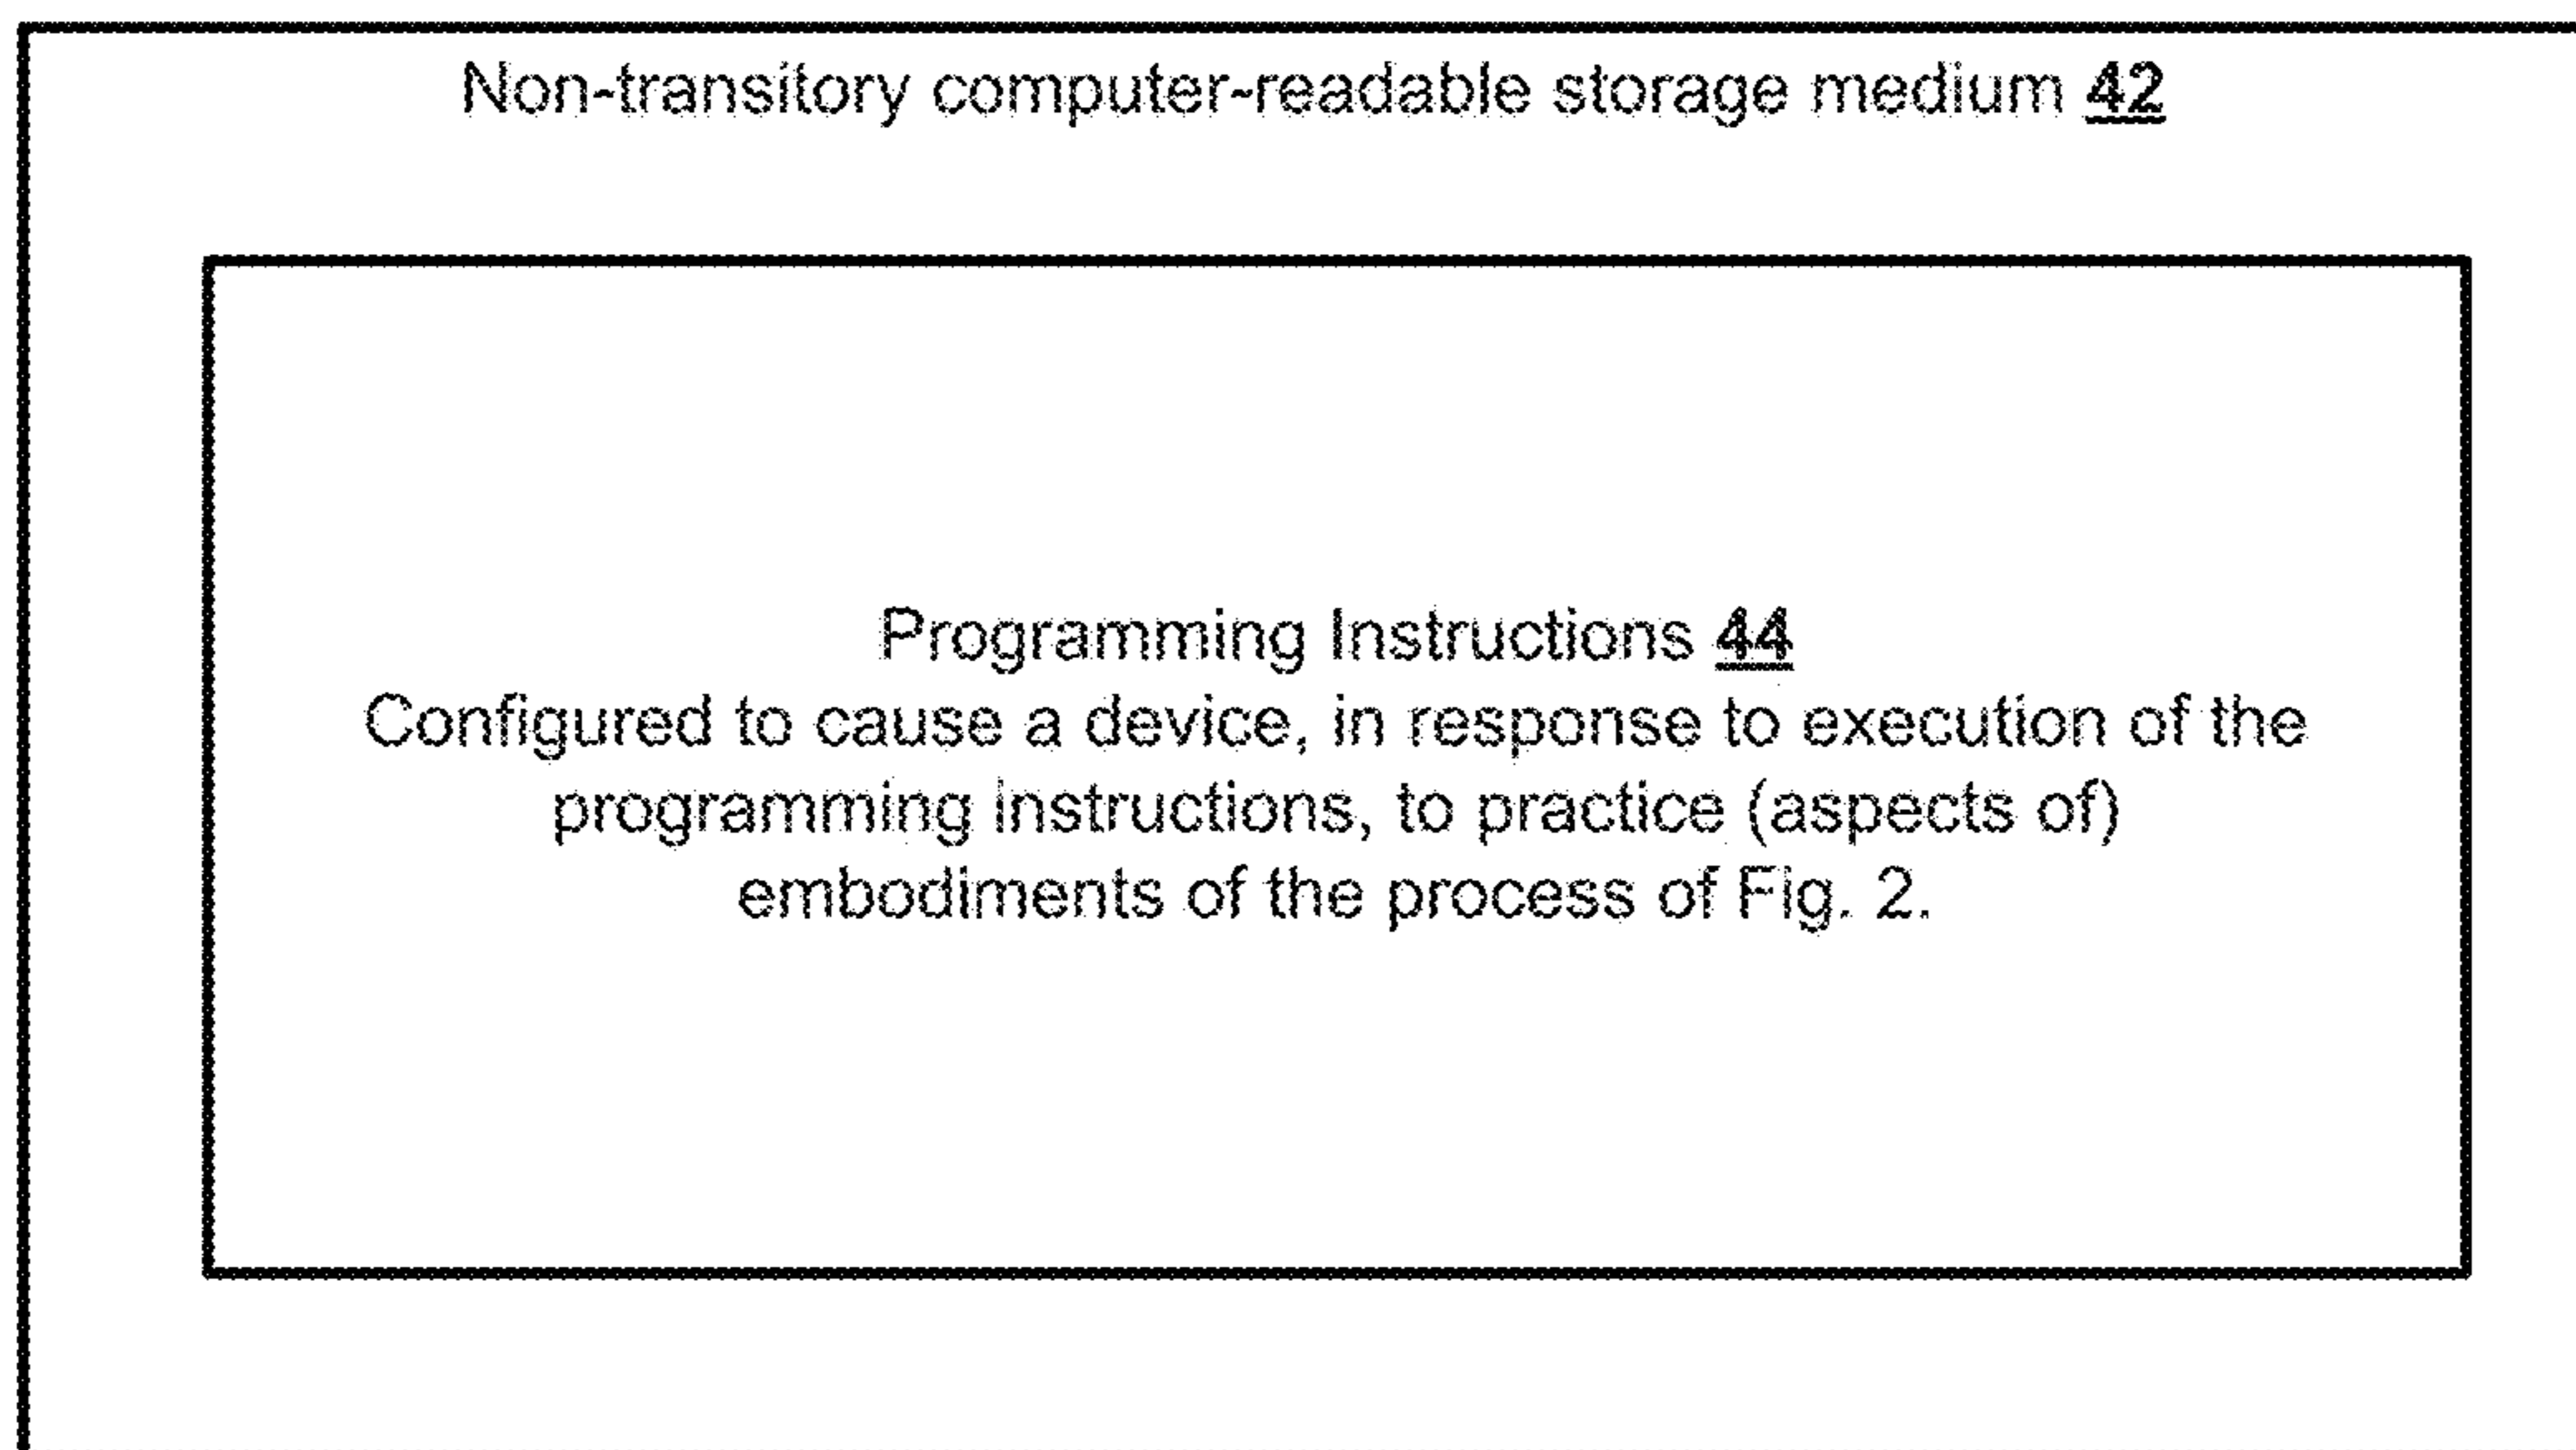 Non-transitory computer-readable storage medium 42
Programming Instructions 44
Configured to cause a device, in response to execution of the
programming instructions, to practice (aspects of)
embodiments of the process of Fig. 2.